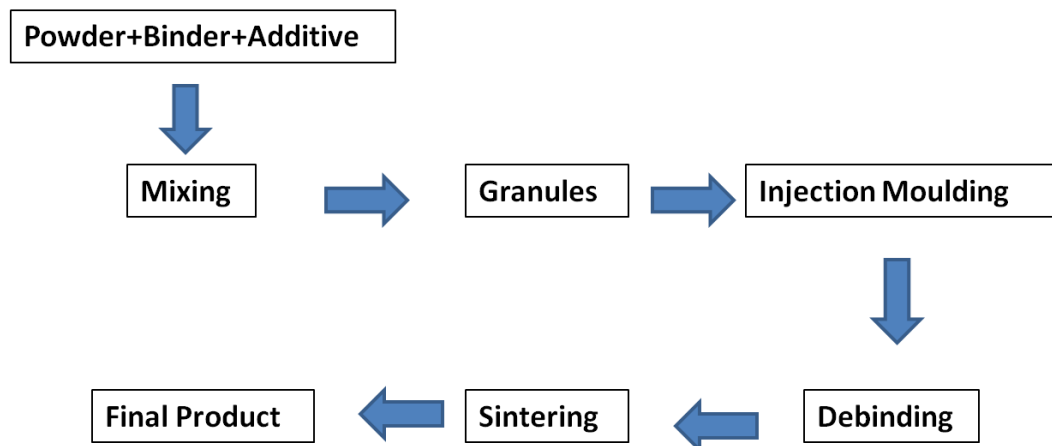 Powder+Binder+Additive
Mixing
Granules
Injection Moulding
Debinding
Sintering
Final Product